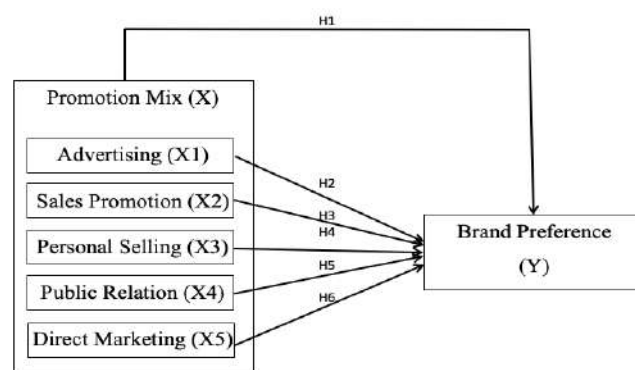 H1
Promotion Mix (X)
Advertising (X1)
H2
Sales Promotion (X2)
H3
H4
Personal Selling (X3)
Brand Preference
(Y)
H5
Public Relation (X4)
H6
Direct Marketing (X5)